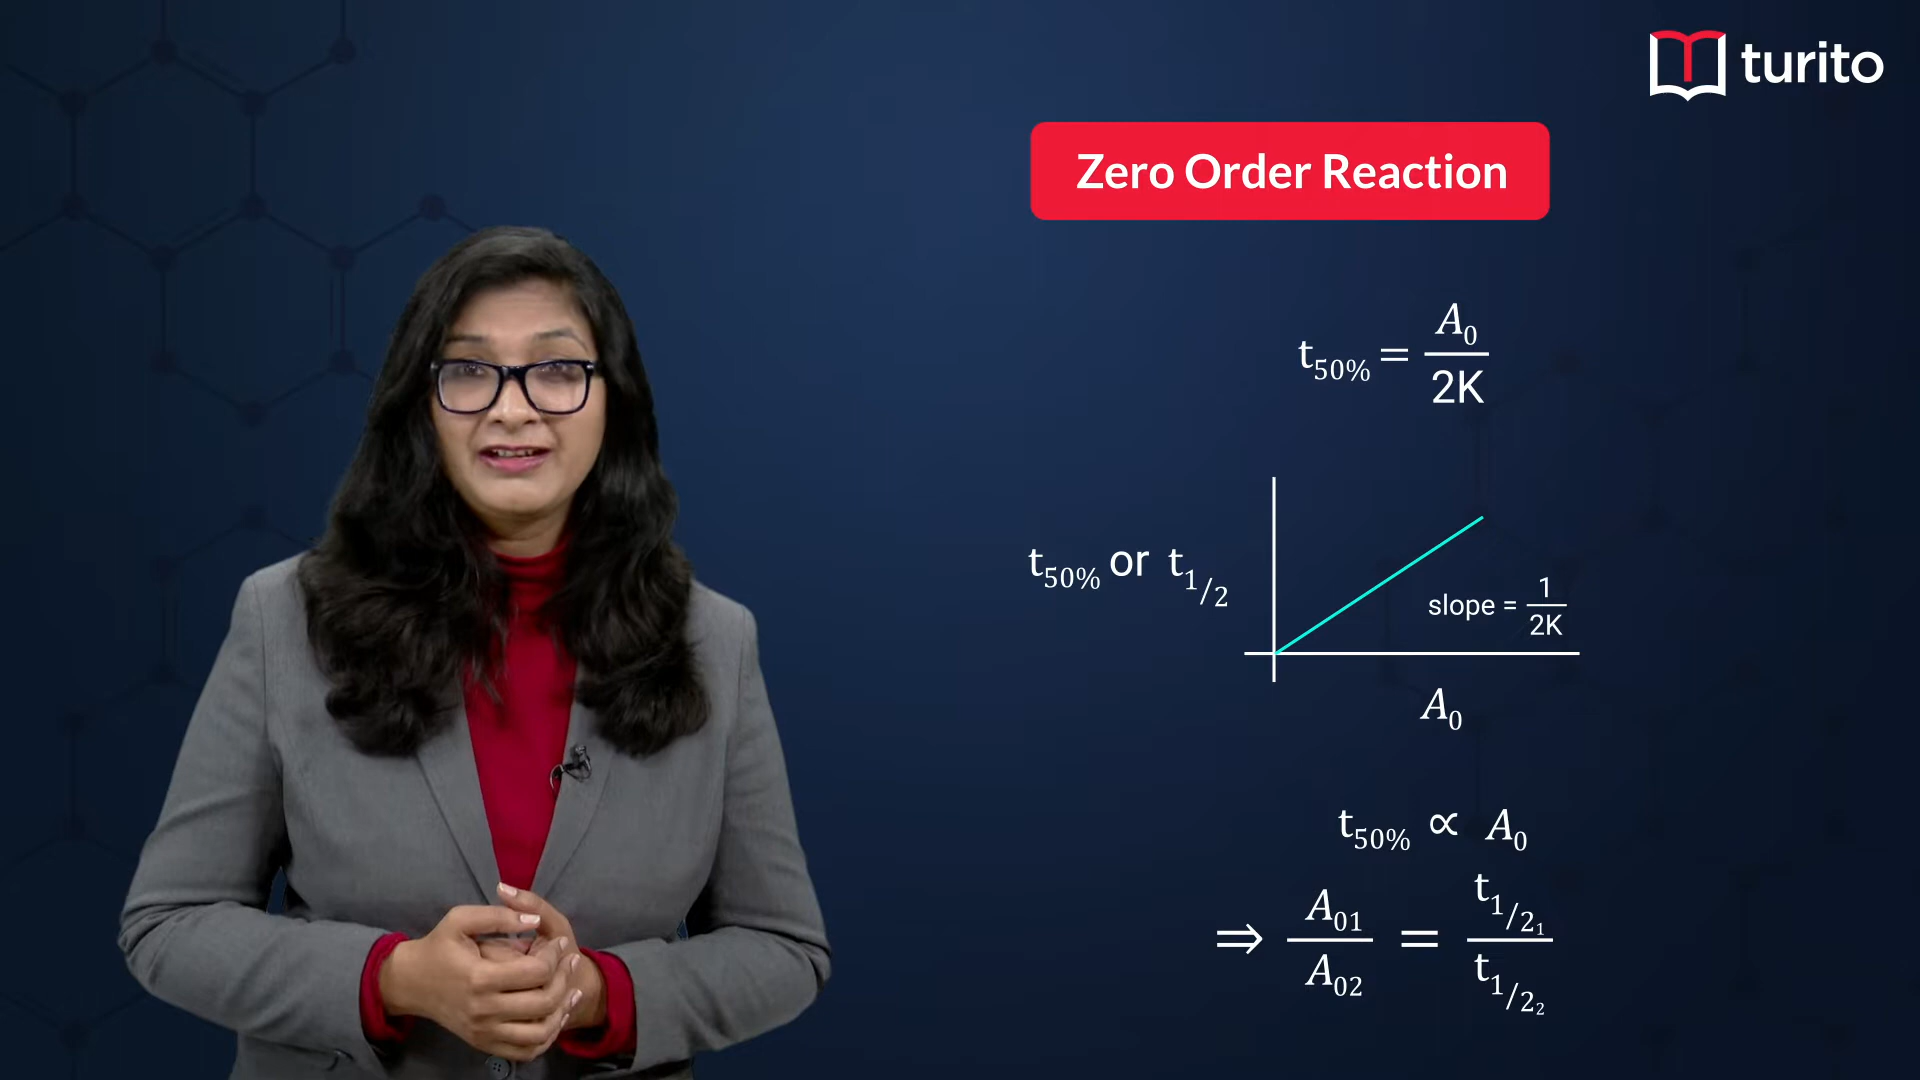 turito
Zero Order Reaction
t₅₀% = A₀ / 2K
t₅₀% or t₁/₂
slope = 1 / 2K
A₀
t₅₀% ∝ A₀
⇒ A₀₁ / A₀₂ = t₁/₂₁ / t₁/₂₂